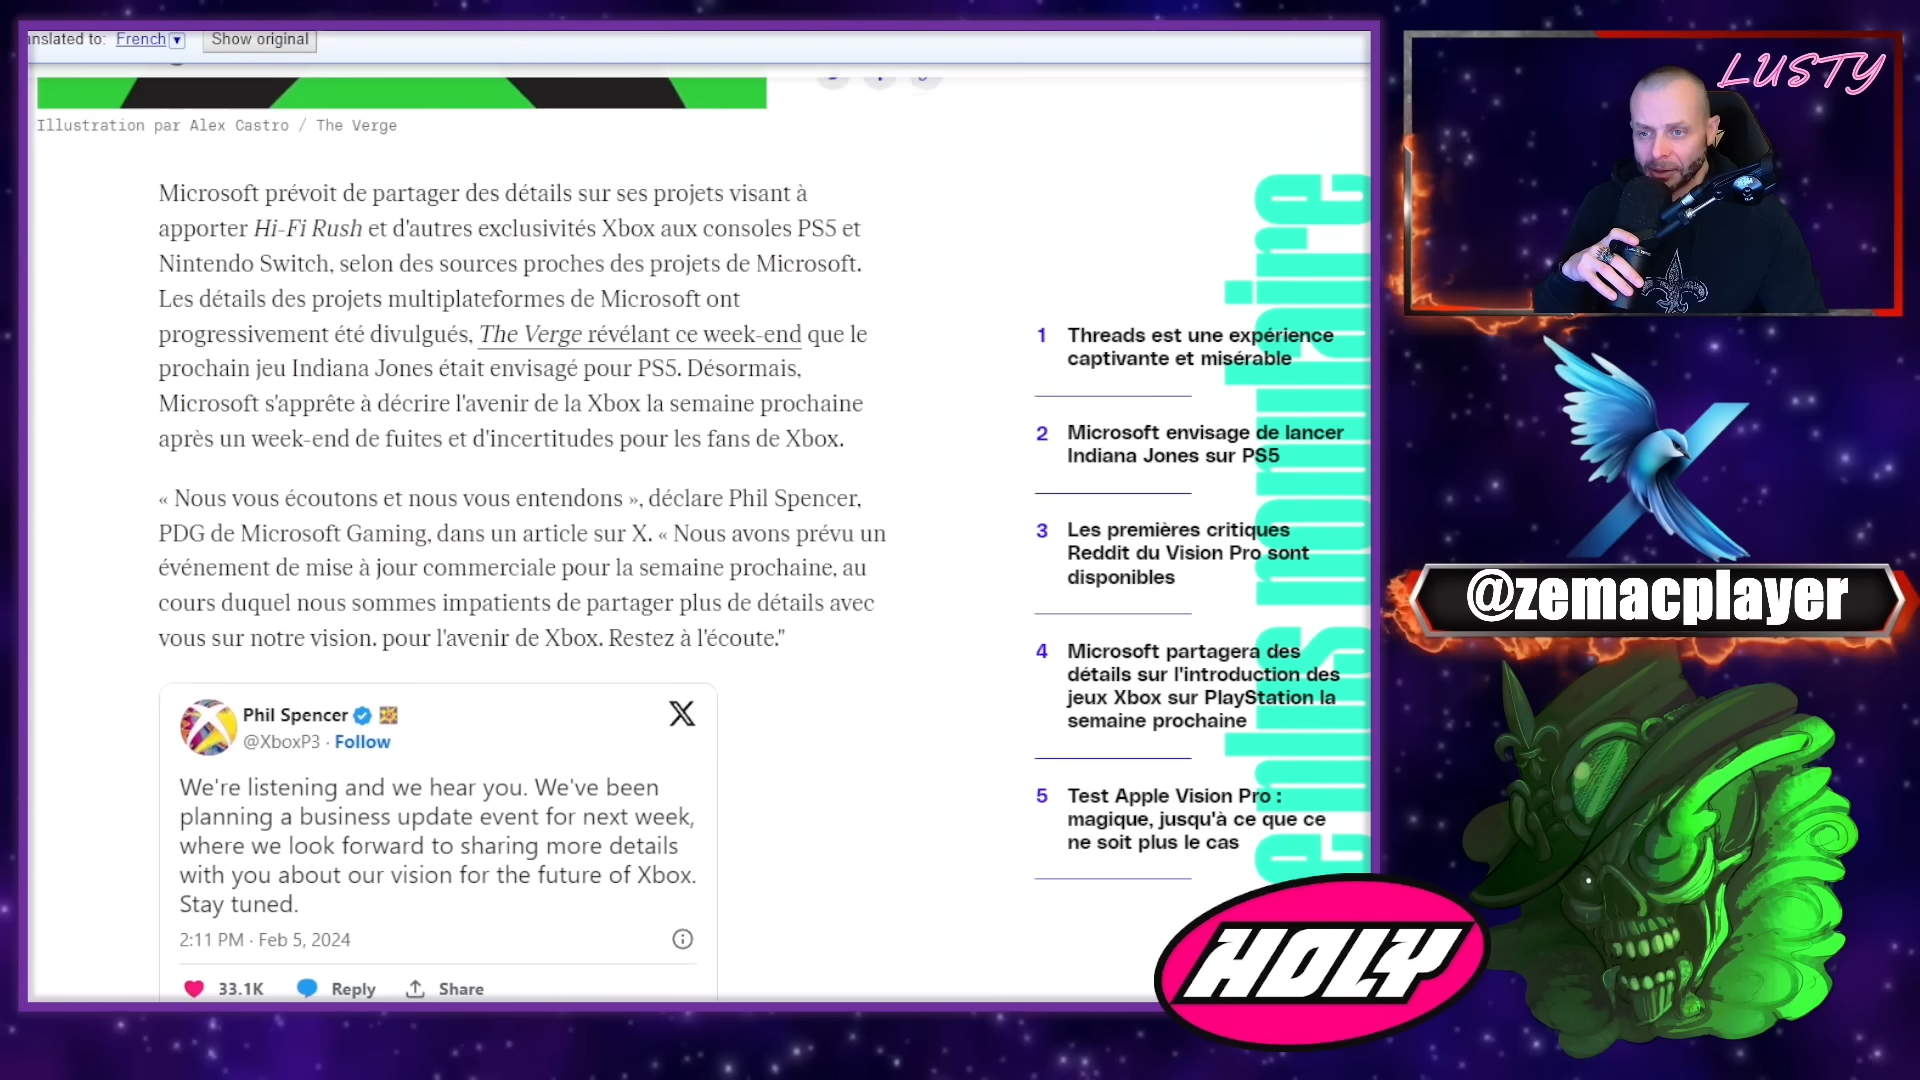 anslated to: French ▼ Show original
Illustration par Alex Castro / The Verge
Microsoft prévoit de partager des détails sur ses projets visant à
apporter Hi-Fi Rush et d'autres exclusivités Xbox aux consoles PS5 et
Nintendo Switch, selon des sources proches des projets de Microsoft.
Les détails des projets multiplateformes de Microsoft ont
progressivement été divulgués, The Verge révélant ce week-end que le
prochain jeu Indiana Jones était envisagé pour PS5. Désormais,
Microsoft s'apprête à décrire l'avenir de la Xbox la semaine prochaine
après un week-end de fuites et d'incertitudes pour les fans de Xbox.
« Nous vous écoutons et nous vous entendons », déclare Phil Spencer,
PDG de Microsoft Gaming, dans un article sur X. « Nous avons prévu un
événement de mise à jour commerciale pour la semaine prochaine, au
cours duquel nous sommes impatients de partager plus de détails avec
vous sur notre vision. pour l'avenir de Xbox. Restez à l'écoute."
Phil Spencer
@XboxP3 · Follow
We're listening and we hear you. We've been
planning a business update event for next week,
where we look forward to sharing more details
with you about our vision for the future of Xbox.
Stay tuned.
2:11 PM · Feb 5, 2024
33.1K Reply Share
1 Threads est une expérience
captivante et misérable
2 Microsoft envisage de lancer
Indiana Jones sur PS5
3 Les premières critiques
Reddit du Vision Pro sont
disponibles
4 Microsoft partagera des
détails sur l'introduction des
jeux Xbox sur PlayStation la
semaine prochaine
5 Test Apple Vision Pro :
magique, jusqu'à ce que ce
ne soit plus le cas
LUSTY
@zemacplayer
HOLY